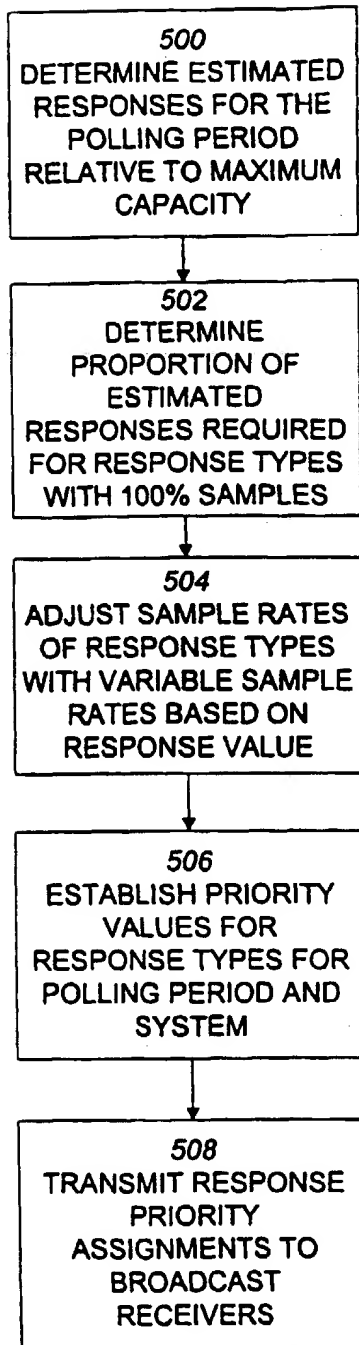 500
DETERMINE ESTIMATED
RESPONSES FOR THE
POLLING PERIOD
RELATIVE TO MAXIMUM
CAPACITY
502
DETERMINE
PROPORTION OF
ESTIMATED
RESPONSES REQUIRED
FOR RESPONSE TYPES
WITH 100% SAMPLES
504
ADJUST SAMPLE RATES
OF RESPONSE TYPES
WITH VARIABLE SAMPLE
RATES BASED ON
RESPONSE VALUE
506
ESTABLISH PRIORITY
VALUES FOR
RESPONSE TYPES FOR
POLLING PERIOD AND
SYSTEM
508
TRANSMIT RESPONSE
PRIORITY
ASSIGNMENTS TO
BROADCAST
RECEIVERS